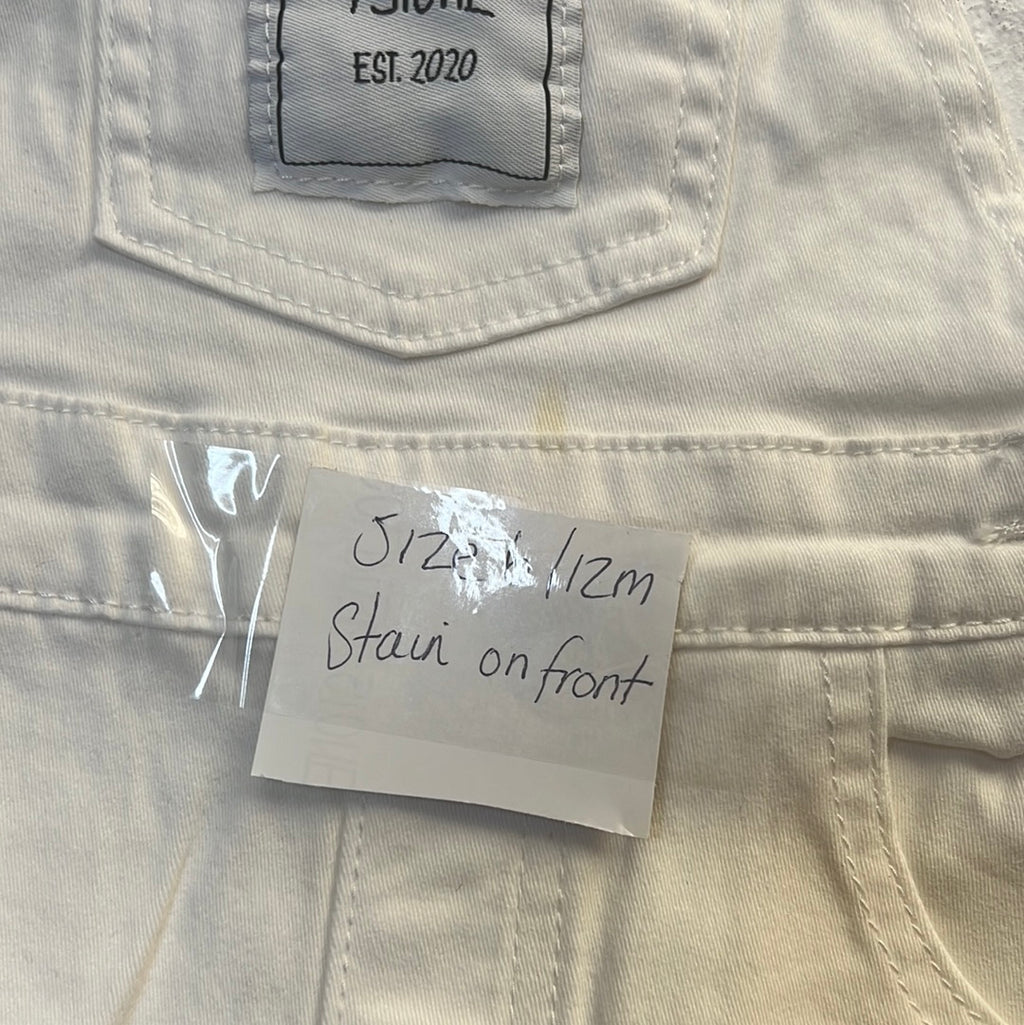 EST. 2020
Size /12m
Stain on front